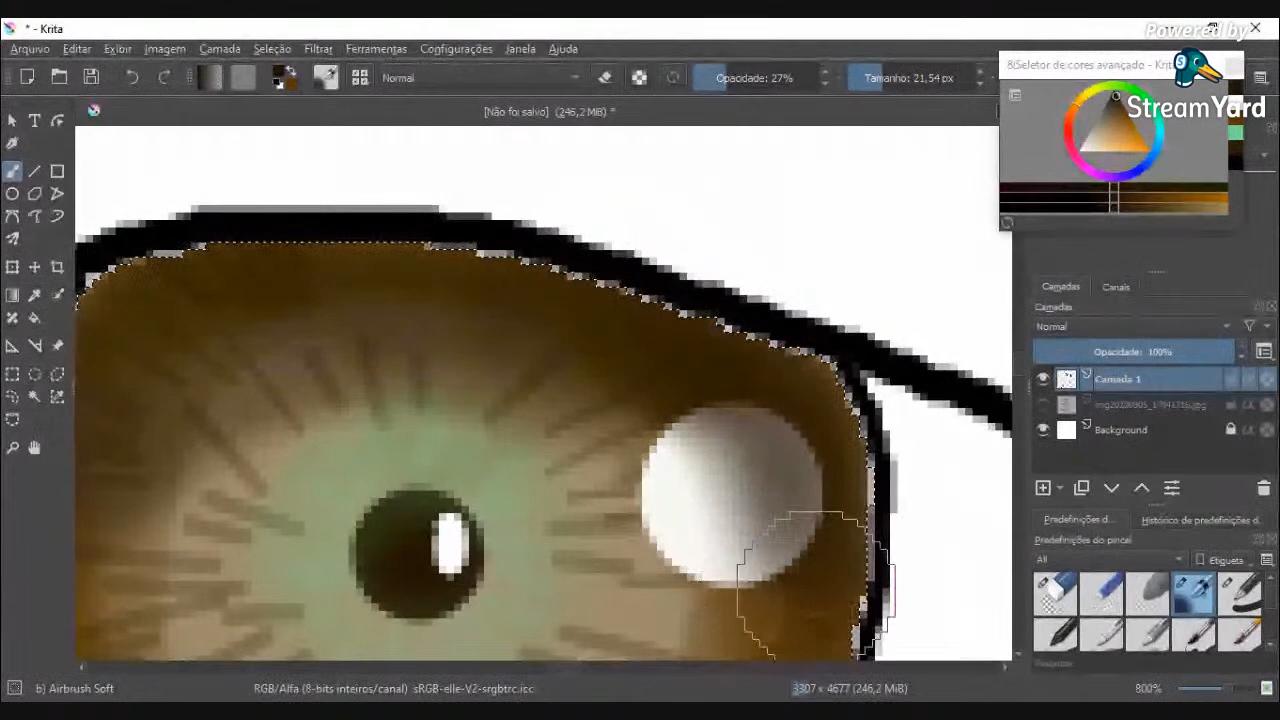 * - Krita
Powered by
StreamYard
Arquivo Editar Exibir Imagem Camada Seleção Filtrar Ferramentas Configurações Janela Ajuda
Normal
Opacidade: 27%
Tamanho: 21,54 px
Seletor de cores avançado - Krita
[Não foi salvo] (246,2 MiB) *
Camadas Canais
Camadas
Normal
Opacidade: 100%
Camada 1
Background
Predefinições d...
Histórico de predefinições d...
Predefinições do pincel
All
Etiqueta
b) Airbrush Soft
RGB/Alfa (8-bits inteiros/canal) sRGB-elle-V2-srgbtrc.icc
3307 x 4677 (246,2 MiB)
800%